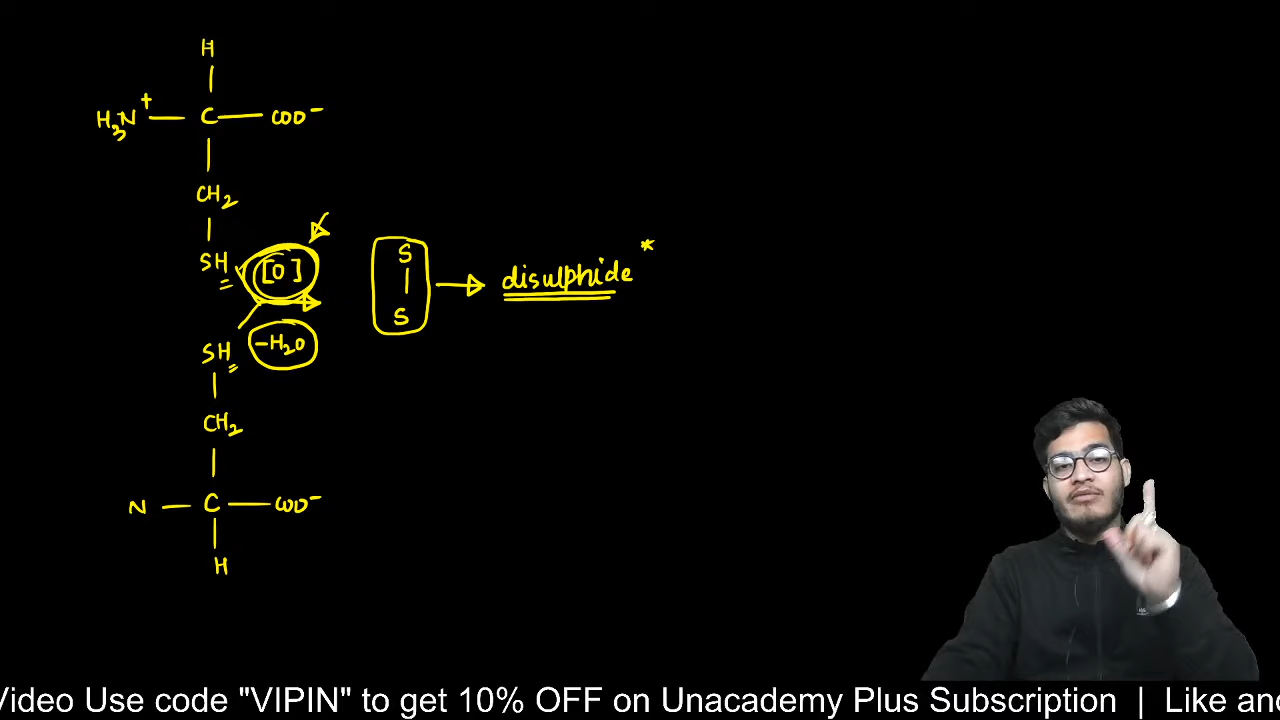 H
H₃N⁺ — C — COO⁻
CH₂
SH [O]
S
|
S
disulphide*
SH -H₂O
CH₂
N — C — COO⁻
H
Video Use code "VIPIN" to get 10% OFF on Unacademy Plus Subscription | Like and